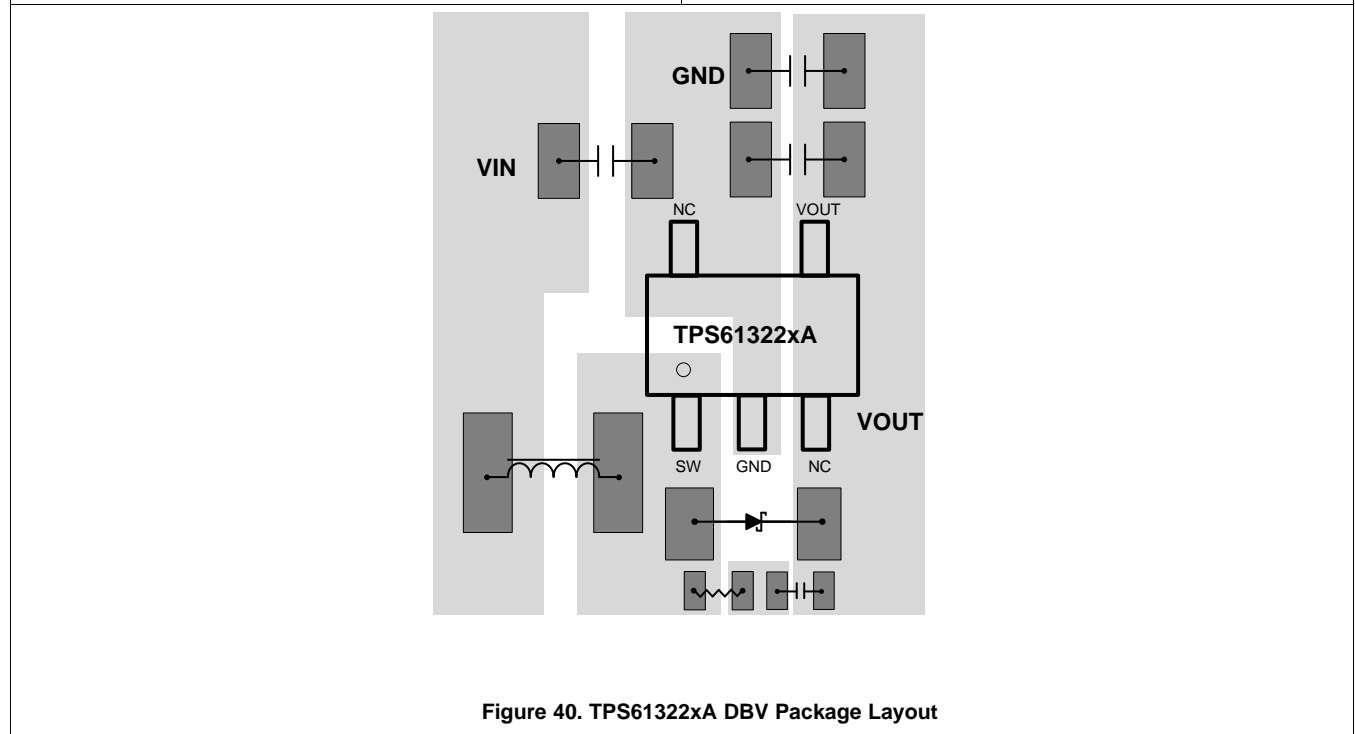 GND
VIN
NC
VOUT
TPS61322xA
VOUT
SW
GND
NC
Figure 40. TPS61322xA DBV Package Layout